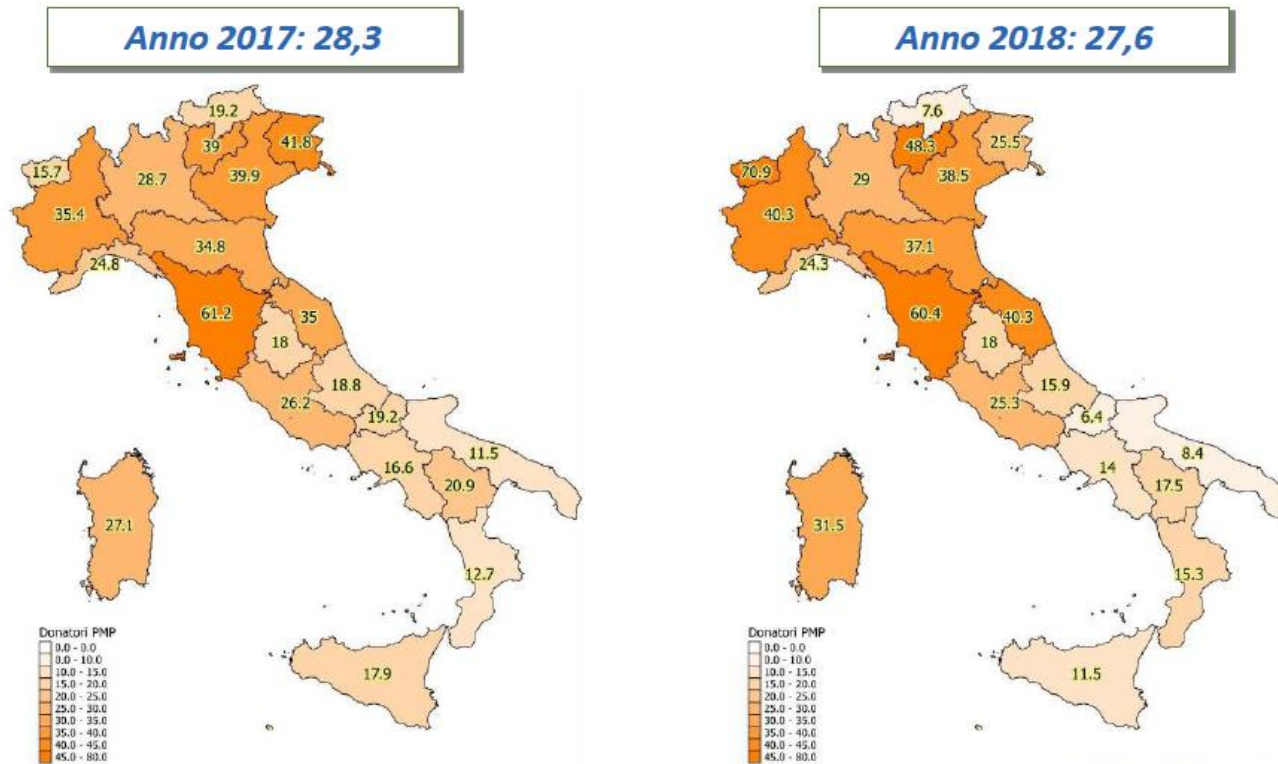 Anno 2017: 28,3
19.2
39
41.8
15.7
28.7
39.9
35.4
34.8
24.8
61.2
35
18
18.8
26.2
19.2
11.5
16.6
20.9
27.1
12.7
17.9
Donatori PMP
0.0 - 0.0
0.0 - 10.0
10.0 - 15.0
15.0 - 20.0
20.0 - 25.0
25.0 - 30.0
30.0 - 35.0
35.0 - 40.0
40.0 - 45.0
45.0 - 80.0
Anno 2018: 27,6
7.6
48.3
25.5
70.9
29
38.5
40.3
37.1
24.3
60.4
40.3
18
15.9
25.3
6.4
8.4
14
17.5
31.5
15.3
11.5
Donatori PMP
0.0 - 0.0
0.0 - 10.0
10.0 - 15.0
15.0 - 20.0
20.0 - 25.0
25.0 - 30.0
30.0 - 35.0
35.0 - 40.0
40.0 - 45.0
45.0 - 80.0